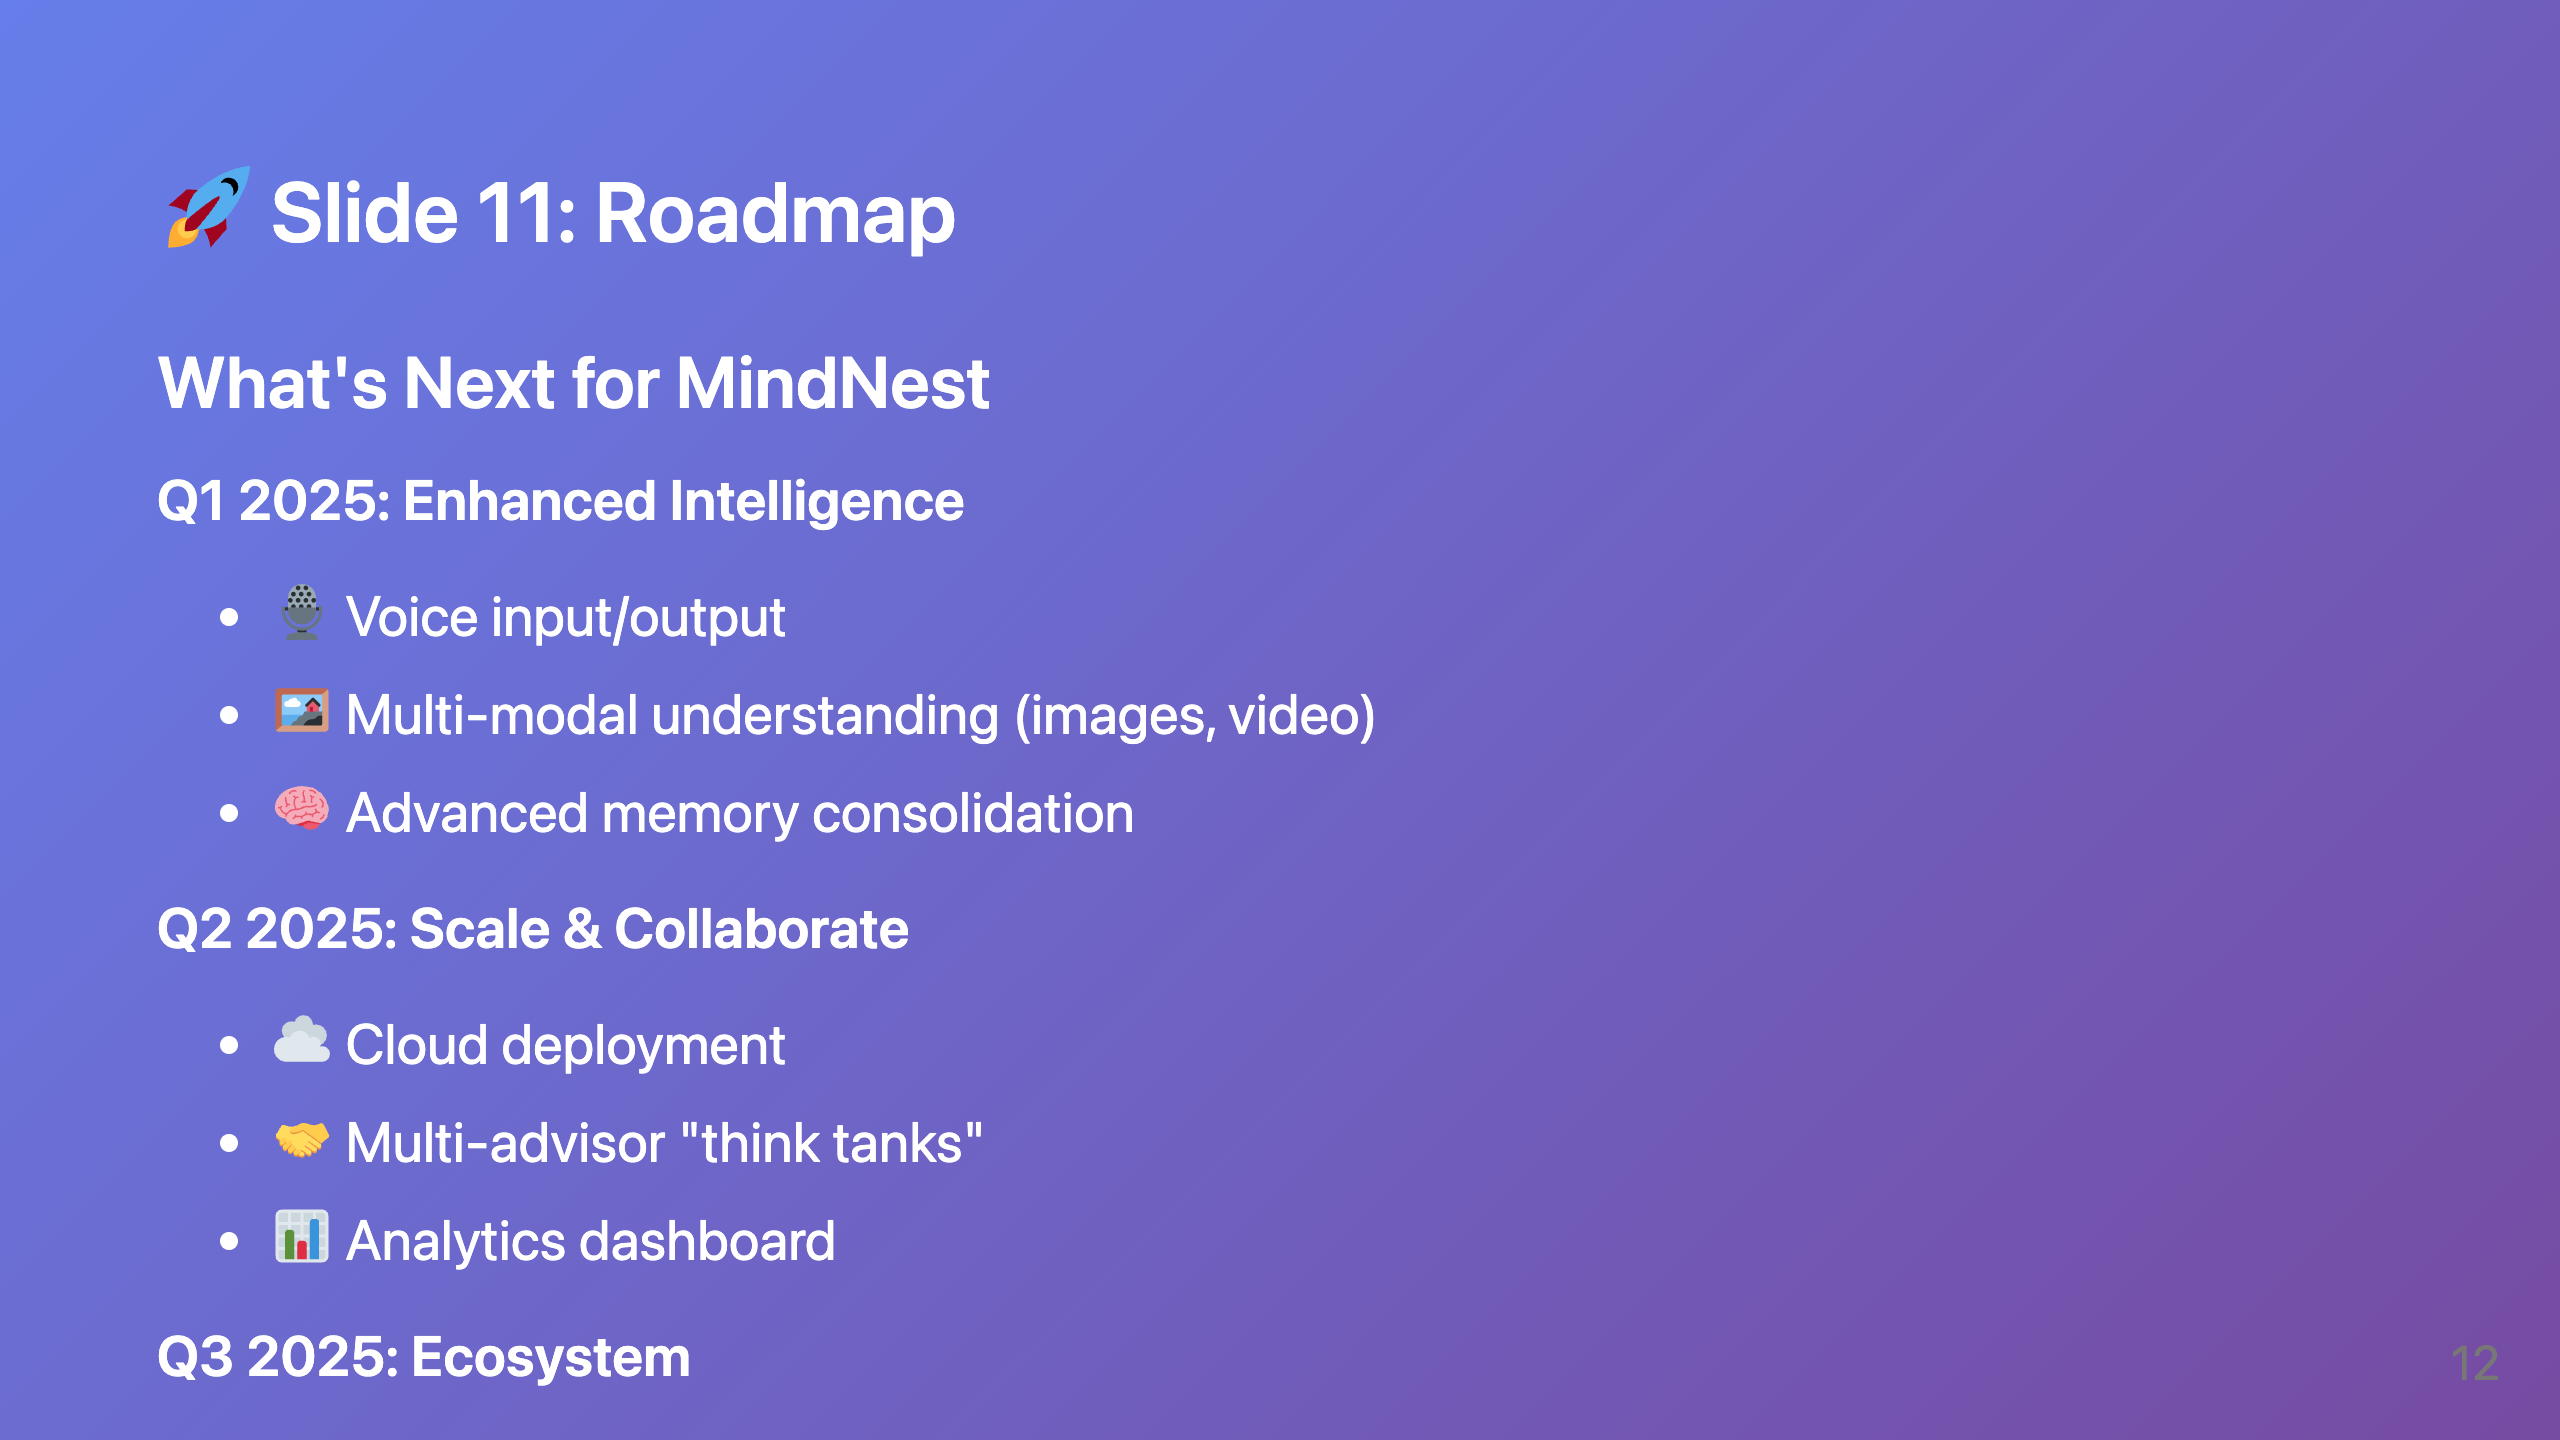 🚀 Slide 11: Roadmap
What's Next for MindNest
Q1 2025: Enhanced Intelligence
• 🎙️ Voice input/output
• 🖼️ Multi-modal understanding (images, video)
• 🧠 Advanced memory consolidation
Q2 2025: Scale & Collaborate
• ☁️ Cloud deployment
• 🤝 Multi-advisor "think tanks"
• 📊 Analytics dashboard
Q3 2025: Ecosystem
12